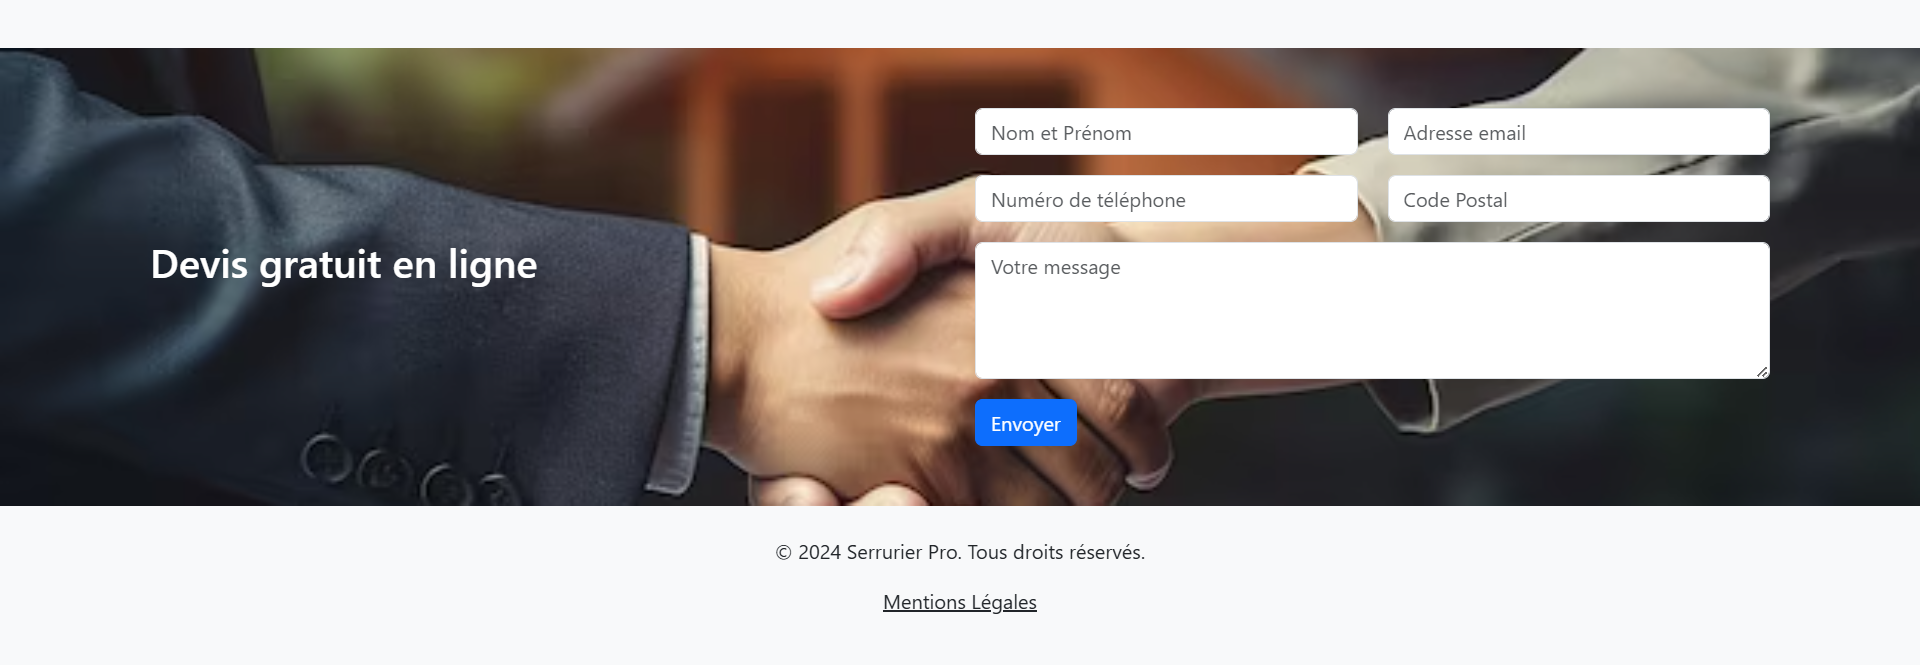 Devis gratuit en ligne
Nom et Prénom
Adresse email
Numéro de téléphone
Code Postal
Votre message
Envoyer
© 2024 Serrurier Pro. Tous droits réservés.
Mentions Légales